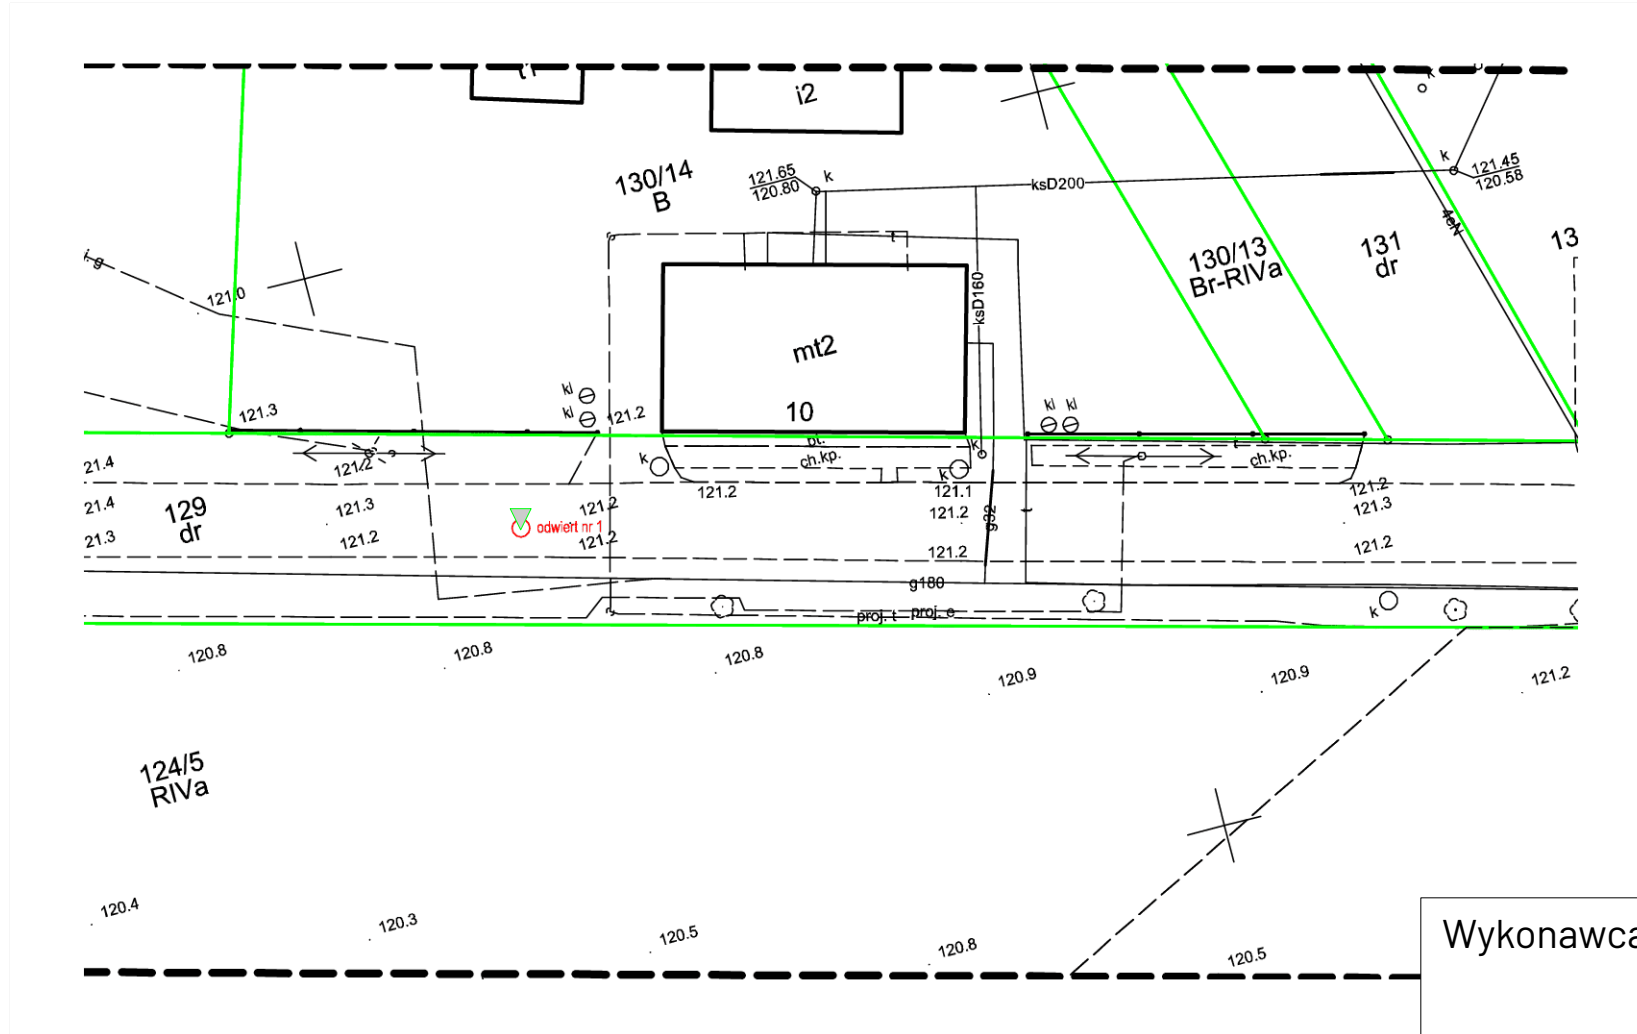 i2
130/14
B
121.65
120.80
k
ksD200
k
k
121.45
120.58
4eN
130/13
Br-RIVa
131
dr
13
g
121.0
t
ksD160
mt2
10
kl
kl
121.2
121.3
kl
kl
bt.
ch.kp.
k
k
k
t
ch.kp.
21.4
121.2
121.2
121.1
121.2
121.3
21.4
129
dr
121.3
121.2
121.2
g32
odwiert nr 1
21.3
121.2
121.2
121.2
121.2
g180
proj. t
proj. e
k
120.8
120.8
120.8
120.9
120.9
121.2
124/5
RIVa
120.4
120.3
120.5
120.8
120.5
Wykonawca